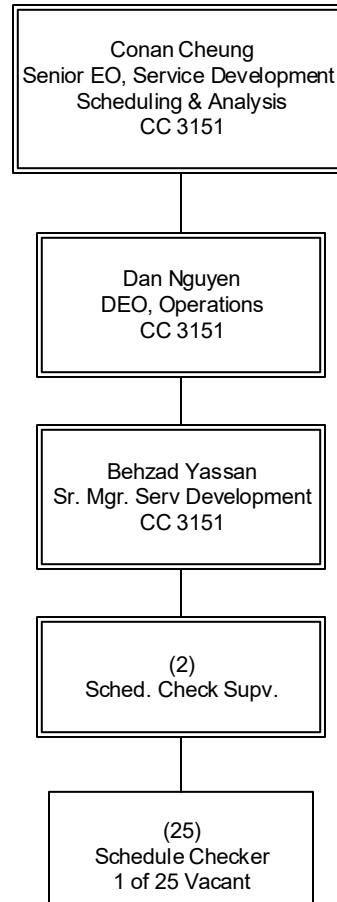 Conan Cheung
Senior EO, Service Development
Scheduling & Analysis
CC 3151
Dan Nguyen
DEO, Operations
CC 3151
Behzad Yassan
Sr. Mgr. Serv Development
CC 3151
(2)
Sched. Check Supv.
(25)
Schedule Checker
1 of 25 Vacant